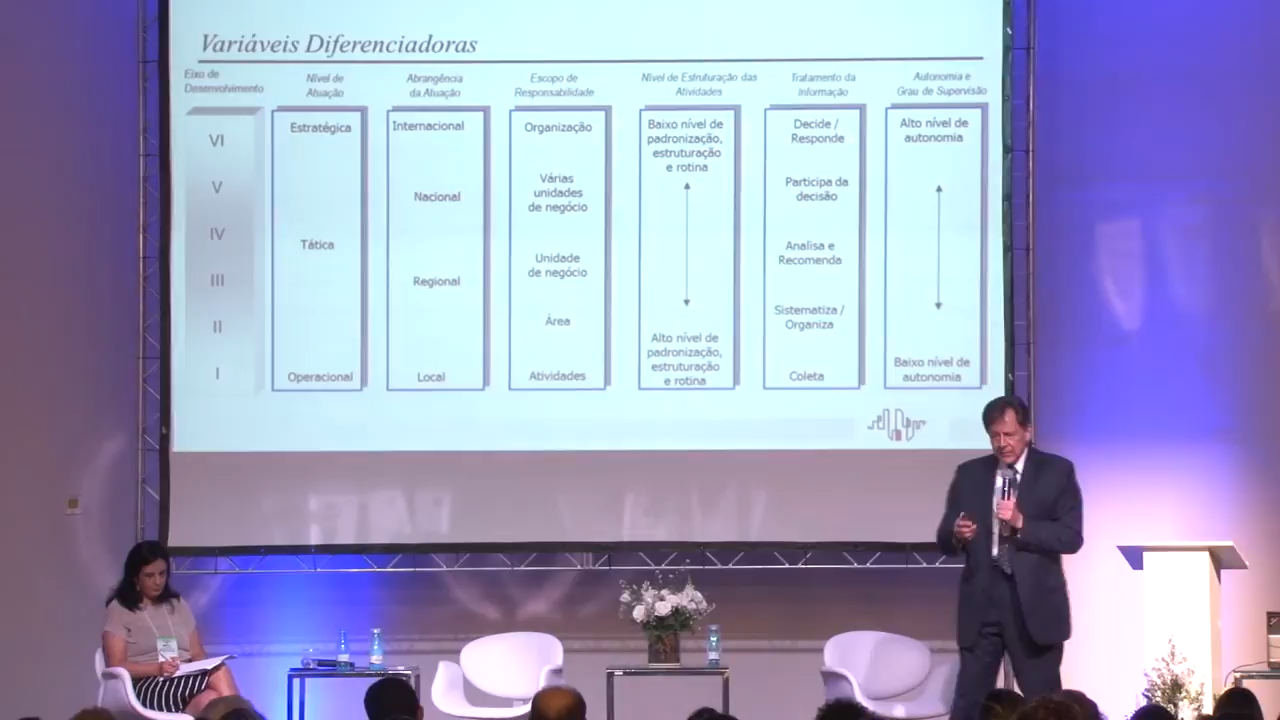 Variáveis Diferenciadoras
Eixo de
Desenvolvimento
Nível de
Atuação
Abrangência
da Atuação
Escopo de
Responsabilidade
Nível de Estruturação das
Atividades
Tratamento da
Informação
Autonomia e
Grau de Supervisão
VI
V
IV
III
II
I
Estratégica
Tática
Operacional
Internacional
Nacional
Regional
Local
Organização
Várias
unidades
de negócio
Unidade
de negócio
Área
Atividades
Baixo nível de
padronização,
estruturação
e rotina
Alto nível de
padronização,
estruturação
e rotina
Decide /
Responde
Participa da
decisão
Analisa e
Recomenda
Sistematiza /
Organiza
Coleta
Alto nível de
autonomia
Baixo nível de
autonomia